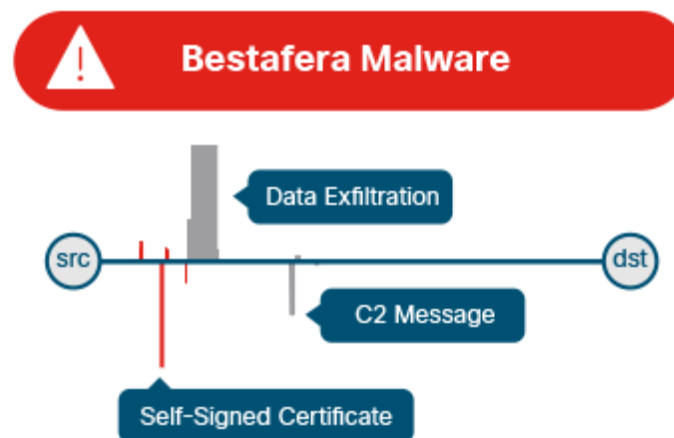 Bestafera Malware
Data Exfiltration
src
dst
C2 Message
Self-Signed Certificate